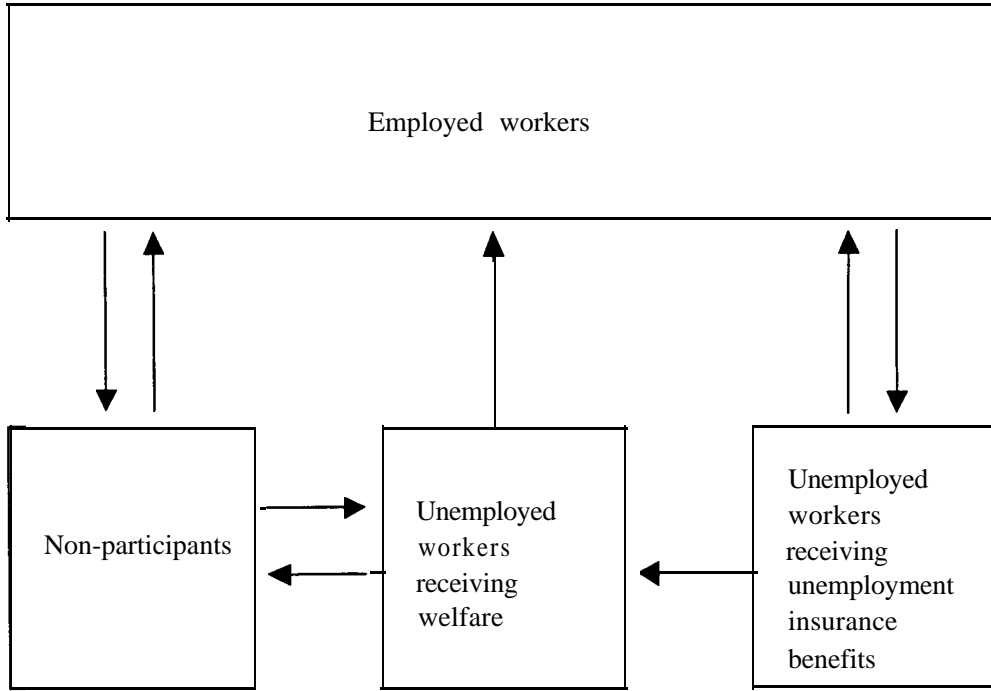 Employed workers
Non-participants
Unemployed
workers
receiving
welfare
Unemployed
workers
receiving
unemployment
insurance
benefits